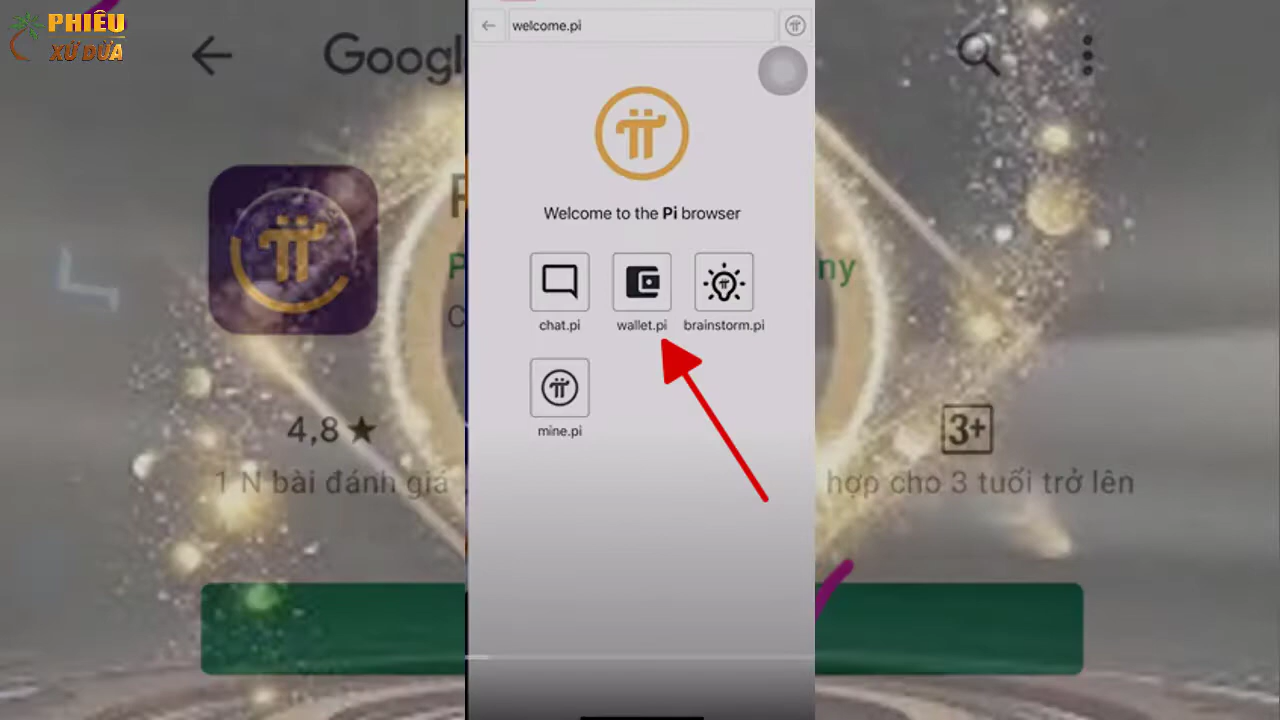 PHIÊU
XỨ DỪA
Googl
welcome.pi
Welcome to the Pi browser
chat.pi
wallet.pi
brainstorm.pi
mine.pi
ny
4,8 ★
1 N bài đánh giá
3+
hợp cho 3 tuổi trở lên